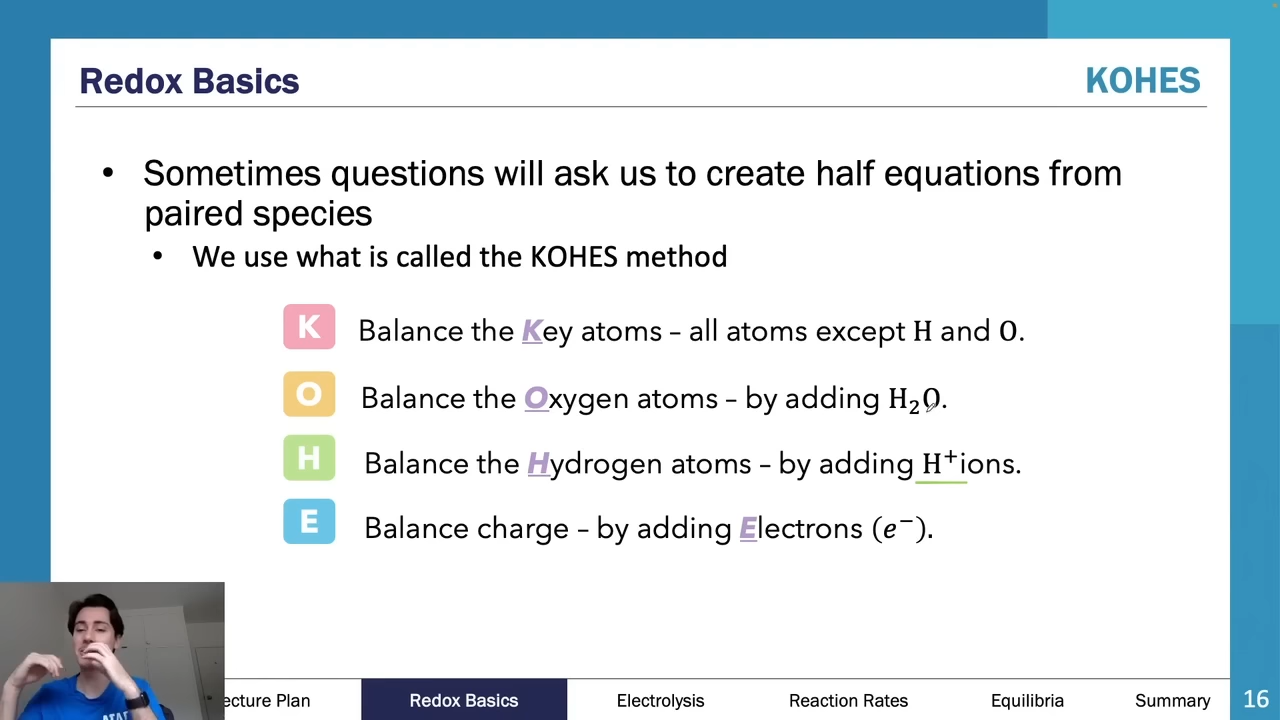 Redox Basics
KOHES
• Sometimes questions will ask us to create half equations from
paired species
• We use what is called the KOHES method
K Balance the Key atoms – all atoms except H and O.
O Balance the Oxygen atoms – by adding H₂O.
H Balance the Hydrogen atoms – by adding H⁺ions.
E Balance charge – by adding Electrons (e⁻).
ecture Plan
Redox Basics
Electrolysis
Reaction Rates
Equilibria
Summary
16